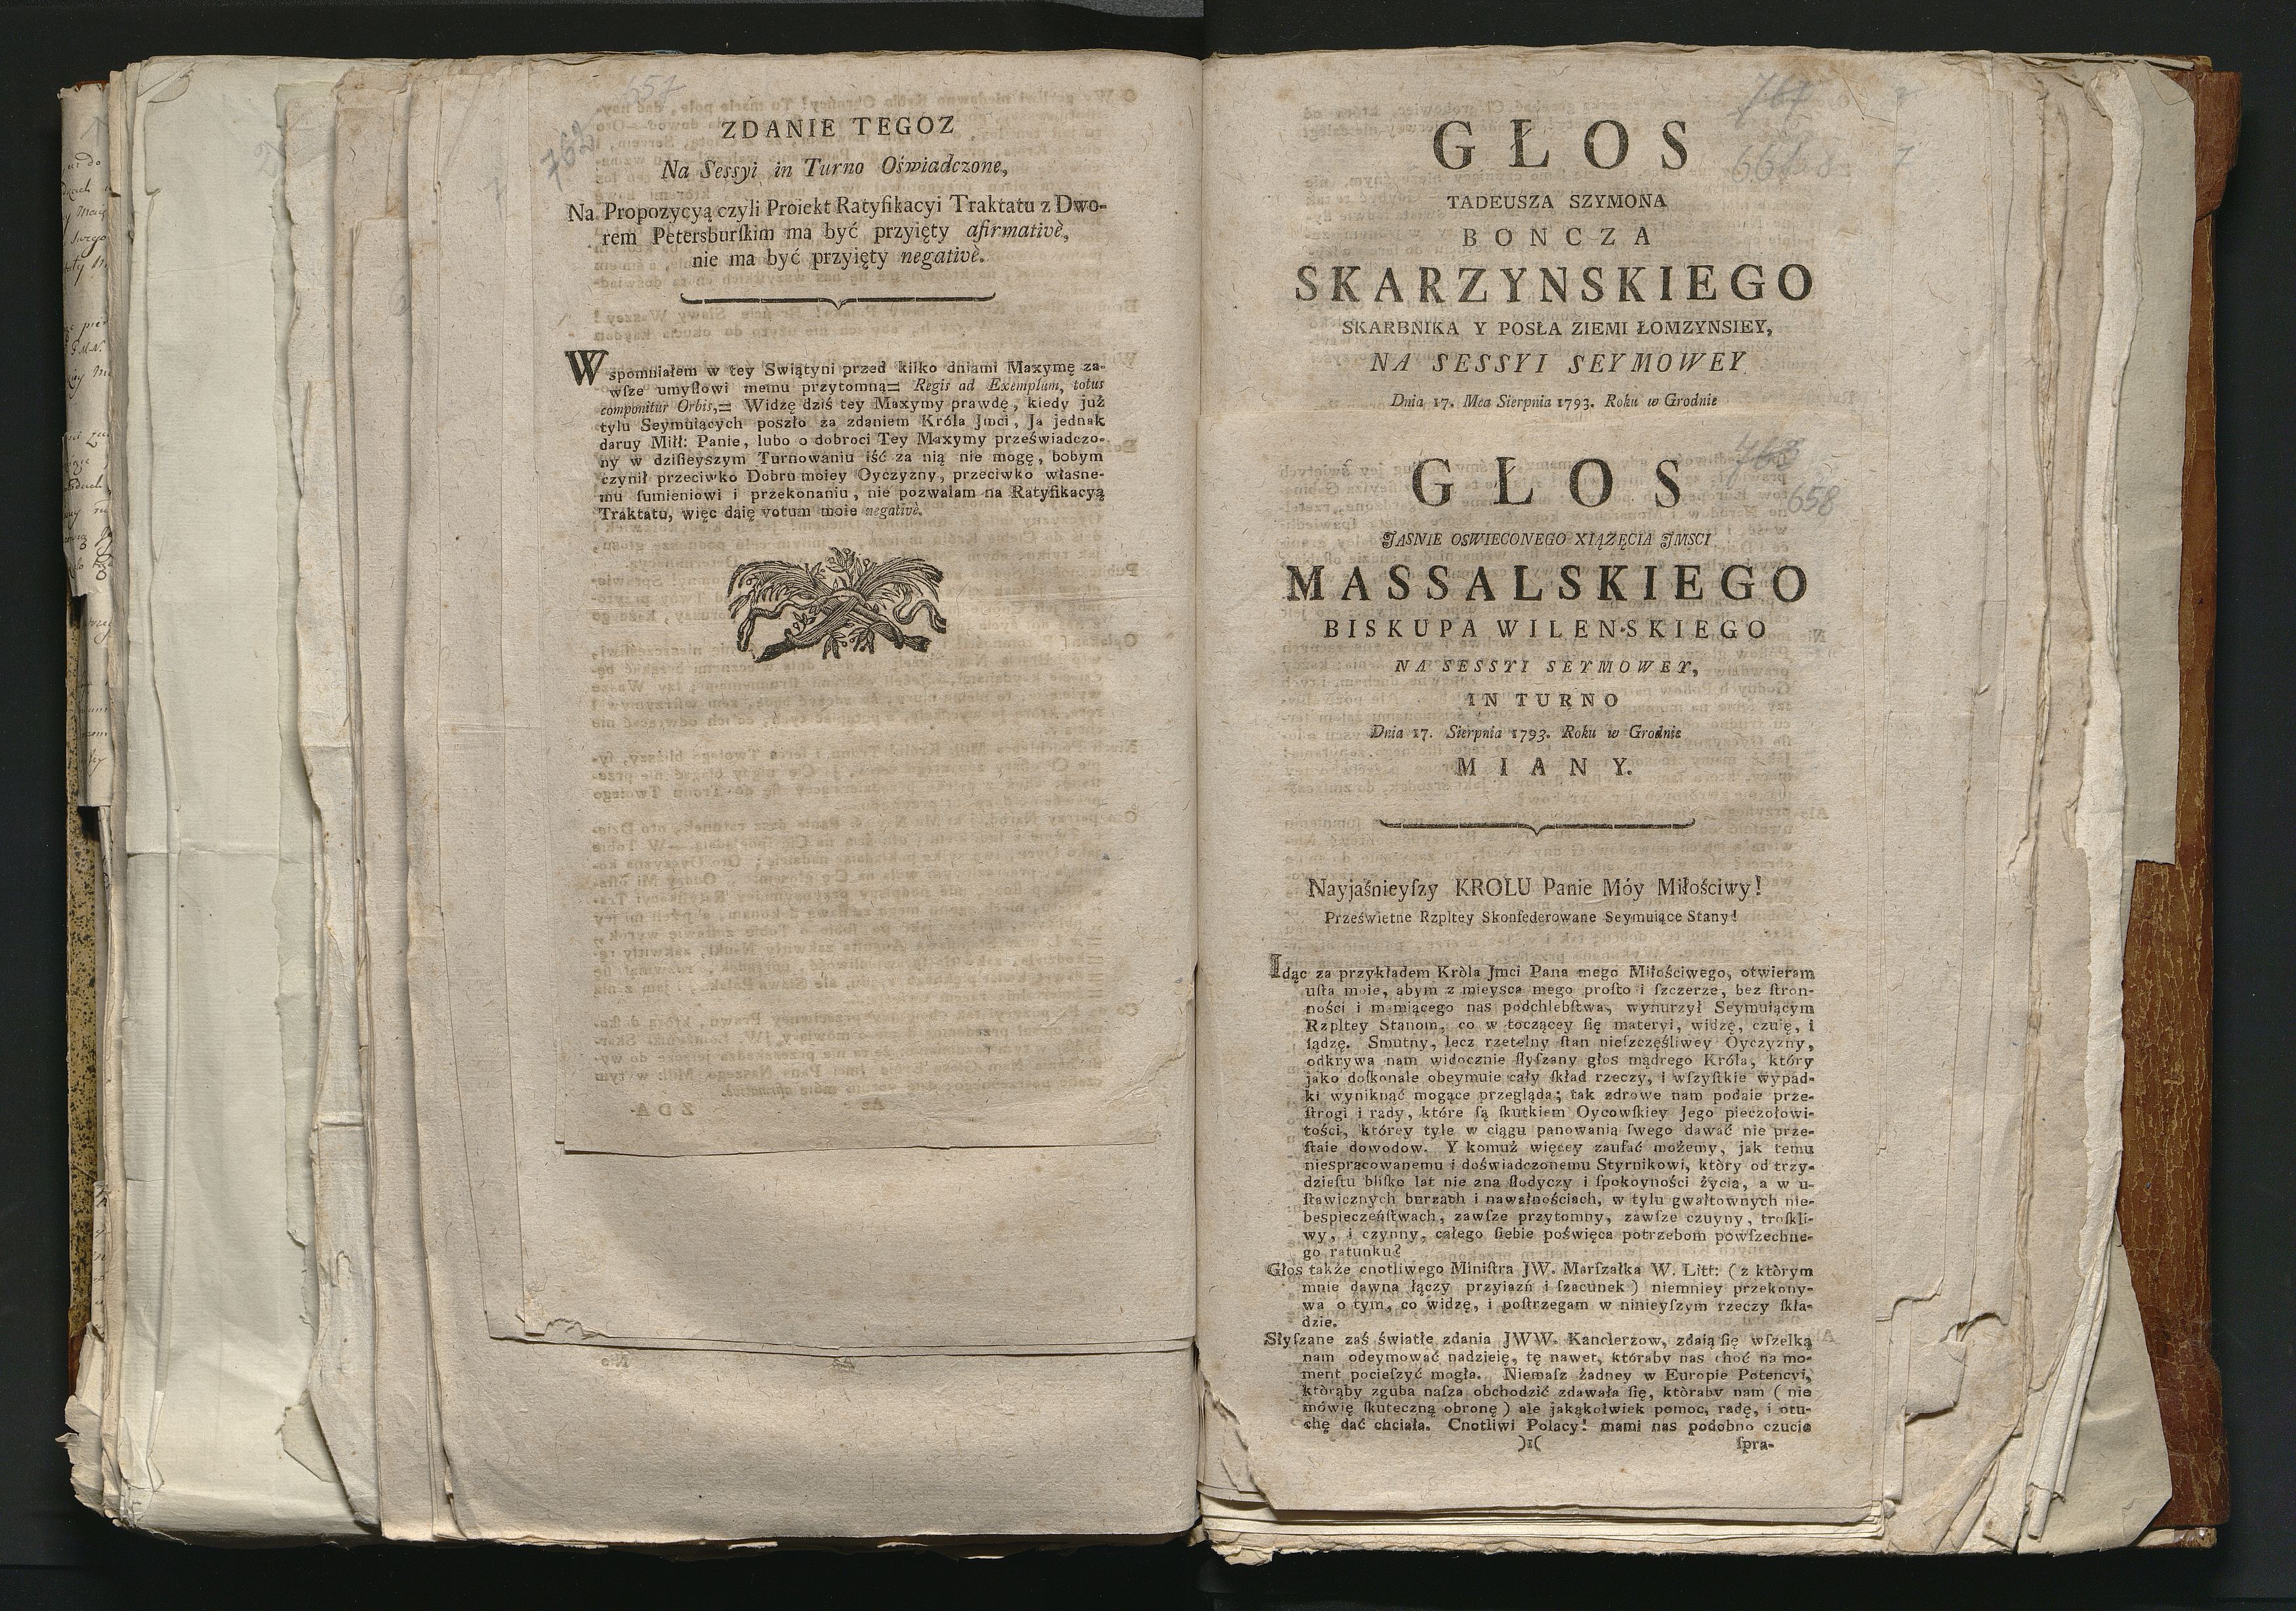 657
762
ZDANIE TEGOZ
Na Sessyi in Turno Oświadczone,
Na Propozycyą czyli Proiekt Ratyfikacyi Traktatu z Dwo-
rem Petersburſkim ma być przyięty afirmativè,
nie ma być przyięty negativè.
Wspomniałem w tey Swiątyni przed kilko dniami Maxymę za-
wſze umyſłowi memu przytomną= Regis ad Exemplum, totus
componitur Orbis,= Widzę dziś tey Maxymy prawdę, kiedy już
tylu Seymuiących poszło za zdaniem Króla Jmci, Ja jednak
daruy Miłł: Panie, lubo o dobroci Tey Maxymy przeświadczo-
ny w dziſieyszym Turnowaniu iść za nią nie mogę, bobym
czynił przeciwko Dobru moiey Oyczyzny, przeciwko własne-
mu ſumieniowi i przekonaniu, nie pozwalam na Ratyfikacyą
Traktatu, więc daię votum moie negativè.
767
GŁOS
TADEUSZA SZYMONA
BONCZA
SKARZYNSKIEGO
SKARBNIKA Y POSŁA ZIEMI ŁOMZYNSIEY,
NA SESSYI SEYMOWEY
Dnia 17. Mca Sierpnia 1793. Roku w Grodnie
763
658
GŁOS
JASNIE OSWIECONEGO XIĄŻĘCIA JMSCI
MASSALSKIEGO
BISKUPA WILENSKIEGO
NA SESSYI SEYMOWEY,
IN TURNO
Dnia 17. Sierpnia 1793. Roku w Grodnie
MIANY.
Nayjaśnieyſzy KROLU Panie Móy Miłościwy!
Prześwietne Rzpltey Skonfederowane Seymuiące Stany!
Idąc za przykładem Kròla Jmci Pana mego Miłościwego, otwieram
uſta moie, abym z mieysca mego proſto i ſzczerze, bez ſtron-
ności i mamiącego nas podchlebſtwa, wynurzył Seymuiącym
Rzpltey Stanom, co w toczącey ſię materyi, widzę, czuię, i
ſądzę. Smutny, lecz rzetelny ſtan nieſzczęśliwey Oyczyzny,
odkrywa nam widocznie ſłyſzany głos mądrego Króla, który
jako doſkonale obeymuie cały ſkład rzeczy, i wſzyſtkie wypad-
ki wyniknąć mogące przegląda; tak zdrowe nam podaie prze-
ſtrogi i rady, które ſą ſkutkiem Oycowſkiey Jego pieczołowi-
tości, którey tyle w ciągu panowania ſwego dawać nie prze-
ſtaie dowodow. Y komuż więcey zaufać możemy, jak temu
niespracowanemu i doświadczonemu Styrnikowi, ktòry od trzy-
dzieſtu bliſko lat nie zna ſłodyczy i ſpokoyności życia, a w u-
ſtawicznych burzach i nawałnościach, w tylu gwałtownych nie-
bespieczeńſtwach, zawſze przytomny, zawſze czuyny, troſkli-
wy, i czynny, całego ſiebie poświęca potrzebom powſzechne-
go ratunku?
Głos także cnotliwego Miniſtra JW. Marſzałka W. Litt: ( z ktòrym
mnie dawna łączy przyiaźń i ſzacunek ) niemniey przekony-
wa o tym, co widzę, i poſtrzegam w ninieyſzym rzeczy ſkła-
dzie.
Słyſzane zaś światłe zdania JWW. Kanclerzow, zdaią ſię wſzelką
nam odeymować nadzieię, tę nawet, któraby nas choć na mo-
ment pocieſzyć mogła. Niemaſz żadney w Europie Potencyi,
ktòrąby zguba naſza obchodzić zdawała ſię, ktòraby nam ( nie
mówię ſkuteczną obronę ) ale jakąkolwiek pomoc, radę, i otu-
chę dać chciała. Cnotliwi Polacy! mami nas podobno czucie
)1(
ſpra-